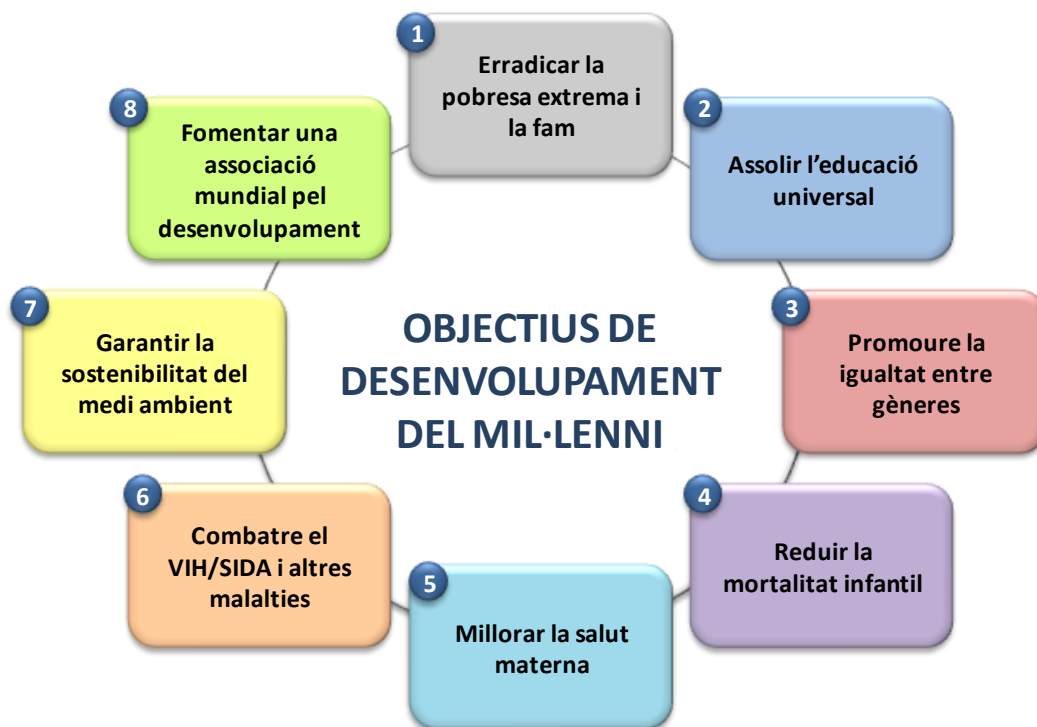 1
Erradicar la
pobresa extrema i
la fam
2
Assolir l’educació
universal
3
Promoure la
igualtat entre
gèneres
4
Reduir la
mortalitat infantil
5
Millorar la salut
materna
6
Combatre el
VIH/SIDA i altres
malalties
7
Garantir la
sostenibilitat del
medi ambient
8
Fomentar una
associació
mundial pel
desenvolupament
OBJECTIUS DE
DESENVOLUPAMENT
DEL MIL·LENNI